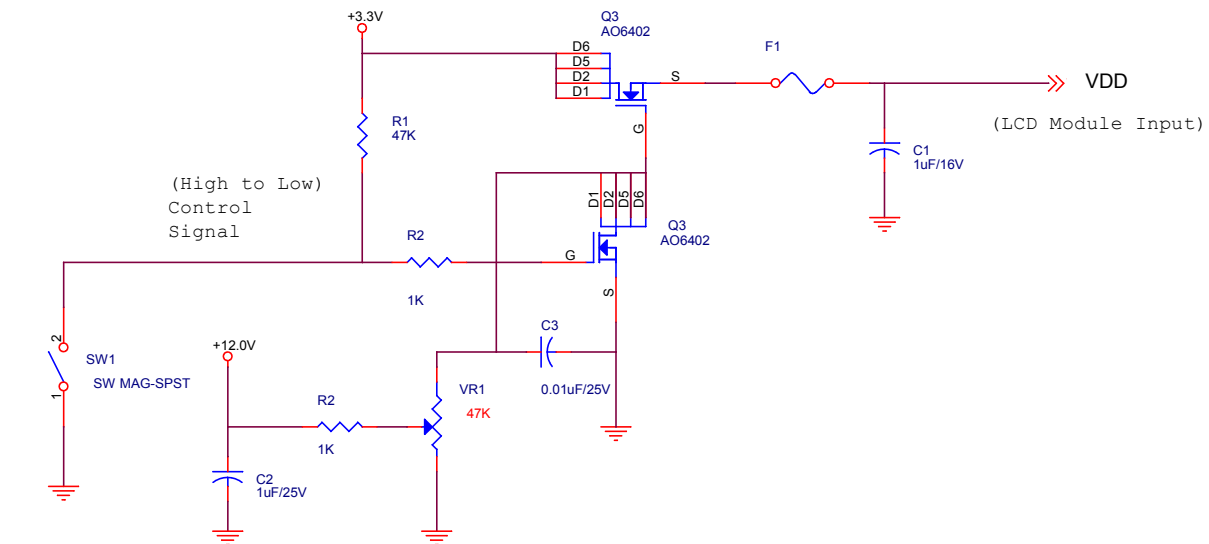 +3.3V
Q3
AO6402
D6
D5
D2
D1
S
G
F1
VDD
(LCD Module Input)
C1
1uF/16V
R1
47K
(High to Low)
Control
Signal
D1
D2
D5
D6
Q3
AO6402
R2
1K
G
S
C3
0.01uF/25V
2
SW1
SW MAG-SPST
1
+12.0V
R2
1K
VR1
47K
C2
1uF/25V